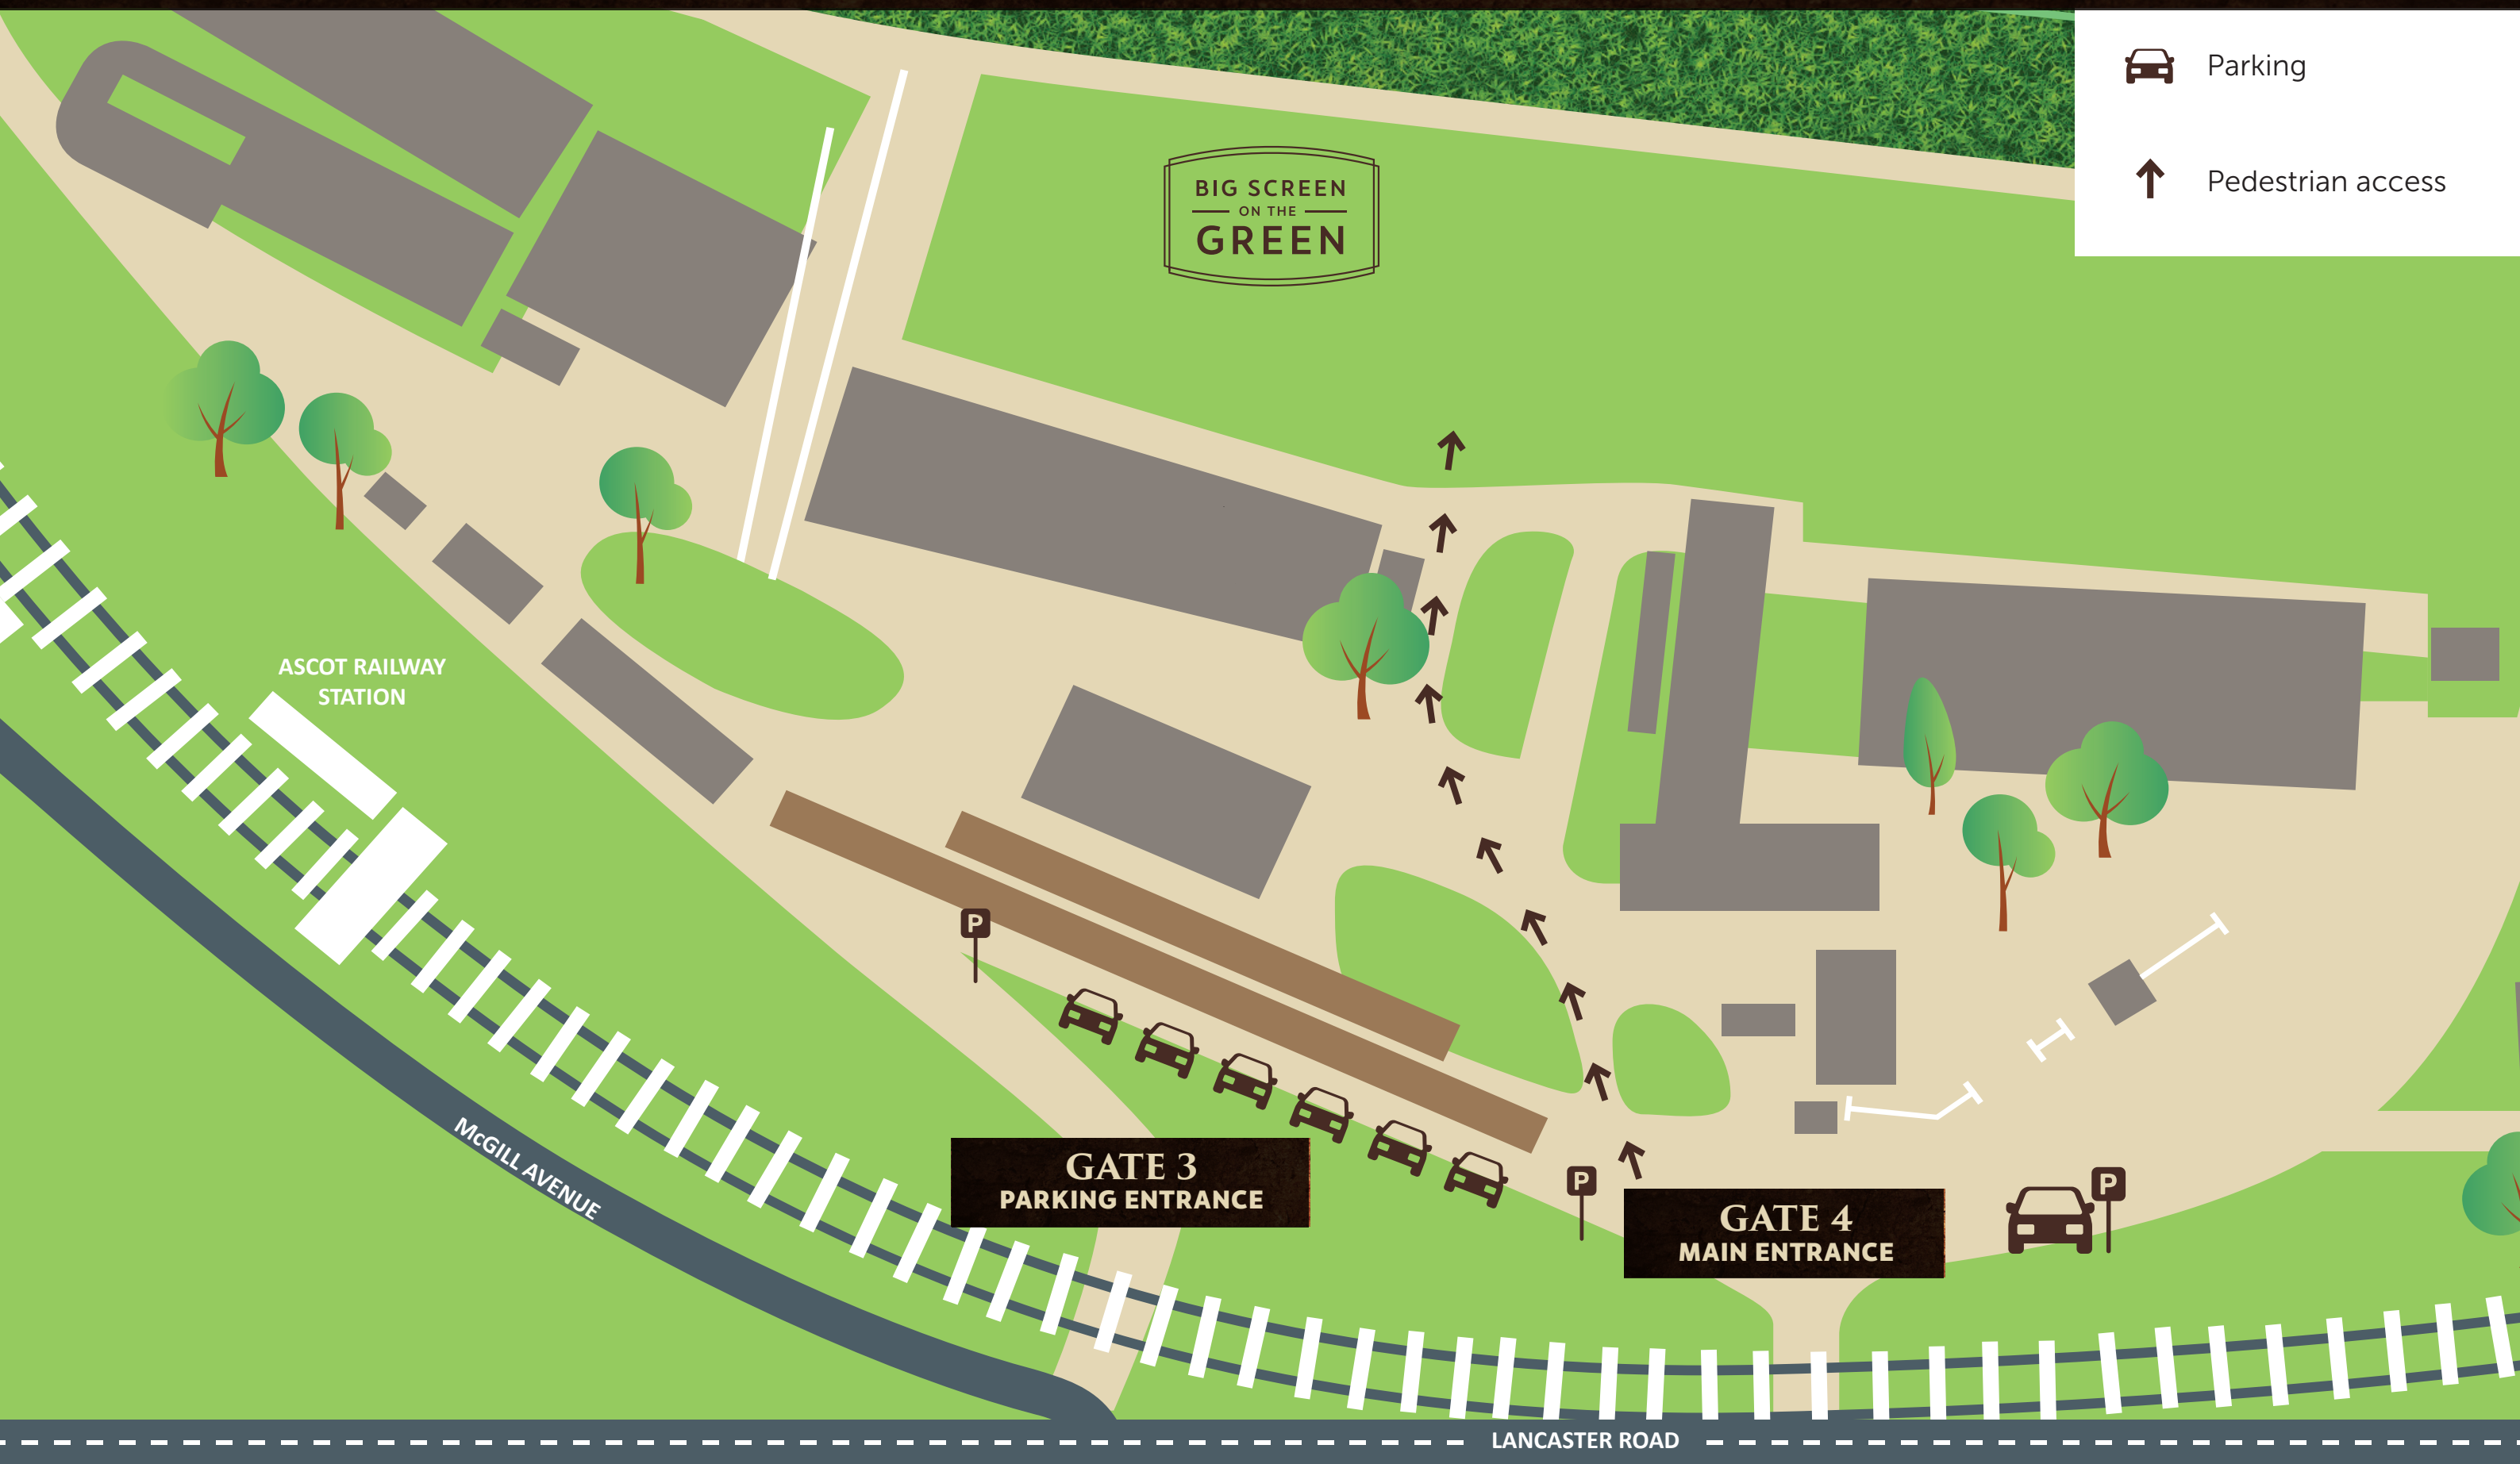 Parking
Pedestrian access
BIG SCREEN
ON THE
GREEN
ASCOT RAILWAY
STATION
P
McGILL AVENUE
GATE 3
PARKING ENTRANCE
P
GATE 4
MAIN ENTRANCE
P
LANCASTER ROAD